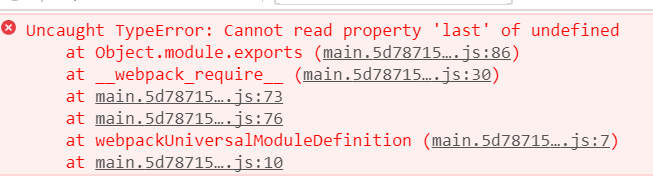 Uncaught TypeError: Cannot read property 'last' of undefined
at Object.module.exports (main.5d78715….js:86)
at __webpack_require__ (main.5d78715….js:30)
at main.5d78715….js:73
at main.5d78715….js:76
at webpackUniversalModuleDefinition (main.5d78715….js:7)
at main.5d78715….js:10